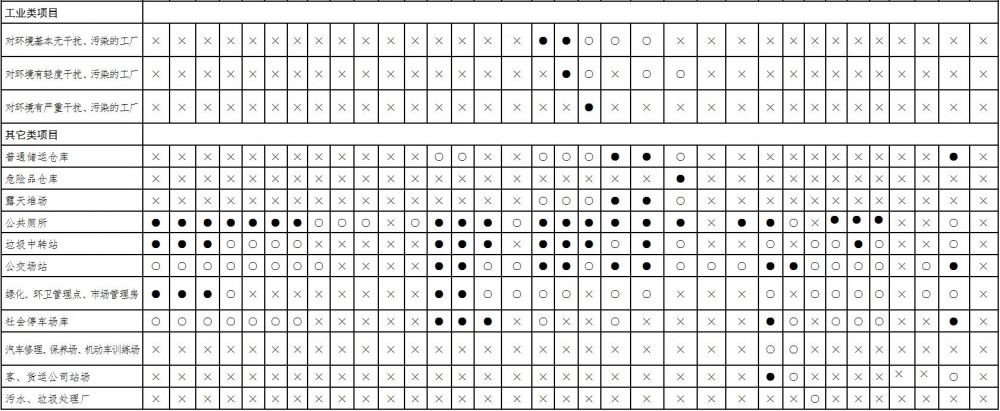 工业类项目
对环境基本无干扰、污染的工厂
对环境有轻度干扰、污染的工厂
对环境有严重干扰、污染的工厂
其它类项目
普通储运仓库
危险品仓库
露天堆场
公共厕所
垃圾中转站
公交场站
绿化、环卫管理点、市场管理房
社会停车场库
汽车修理、保养场、机动车训练场
客、货运公司站场
污水、垃圾处理厂